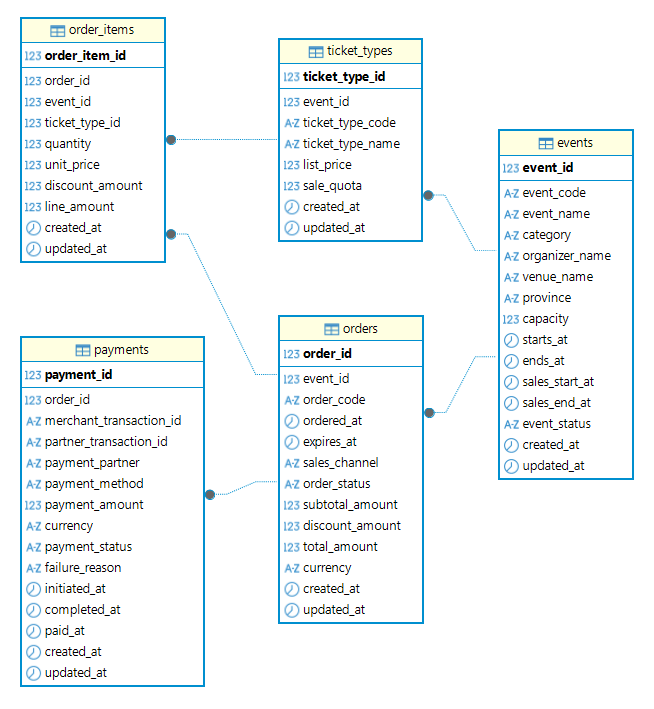 order_items
123 order_item_id
123 order_id
123 event_id
123 ticket_type_id
123 quantity
123 unit_price
123 discount_amount
123 line_amount
created_at
updated_at
ticket_types
123 ticket_type_id
123 event_id
A-Z ticket_type_code
A-Z ticket_type_name
123 list_price
123 sale_quota
created_at
updated_at
events
123 event_id
A-Z event_code
A-Z event_name
A-Z category
A-Z organizer_name
A-Z venue_name
A-Z province
123 capacity
starts_at
ends_at
sales_start_at
sales_end_at
A-Z event_status
created_at
updated_at
payments
123 payment_id
123 order_id
A-Z merchant_transaction_id
A-Z partner_transaction_id
A-Z payment_partner
A-Z payment_method
123 payment_amount
A-Z currency
A-Z payment_status
A-Z failure_reason
initiated_at
completed_at
paid_at
created_at
updated_at
orders
123 order_id
123 event_id
A-Z order_code
ordered_at
expires_at
A-Z sales_channel
A-Z order_status
123 subtotal_amount
123 discount_amount
123 total_amount
A-Z currency
created_at
updated_at